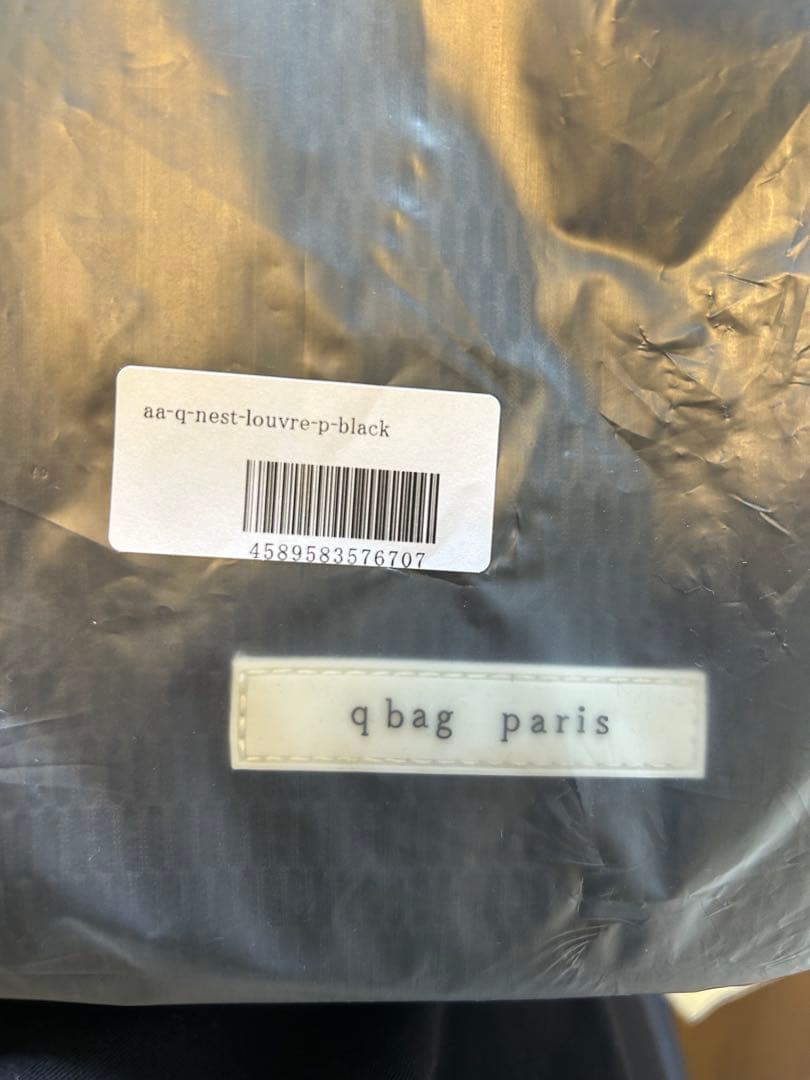 aa-q-nest-louvre-p-black
4589583576707
q bag paris